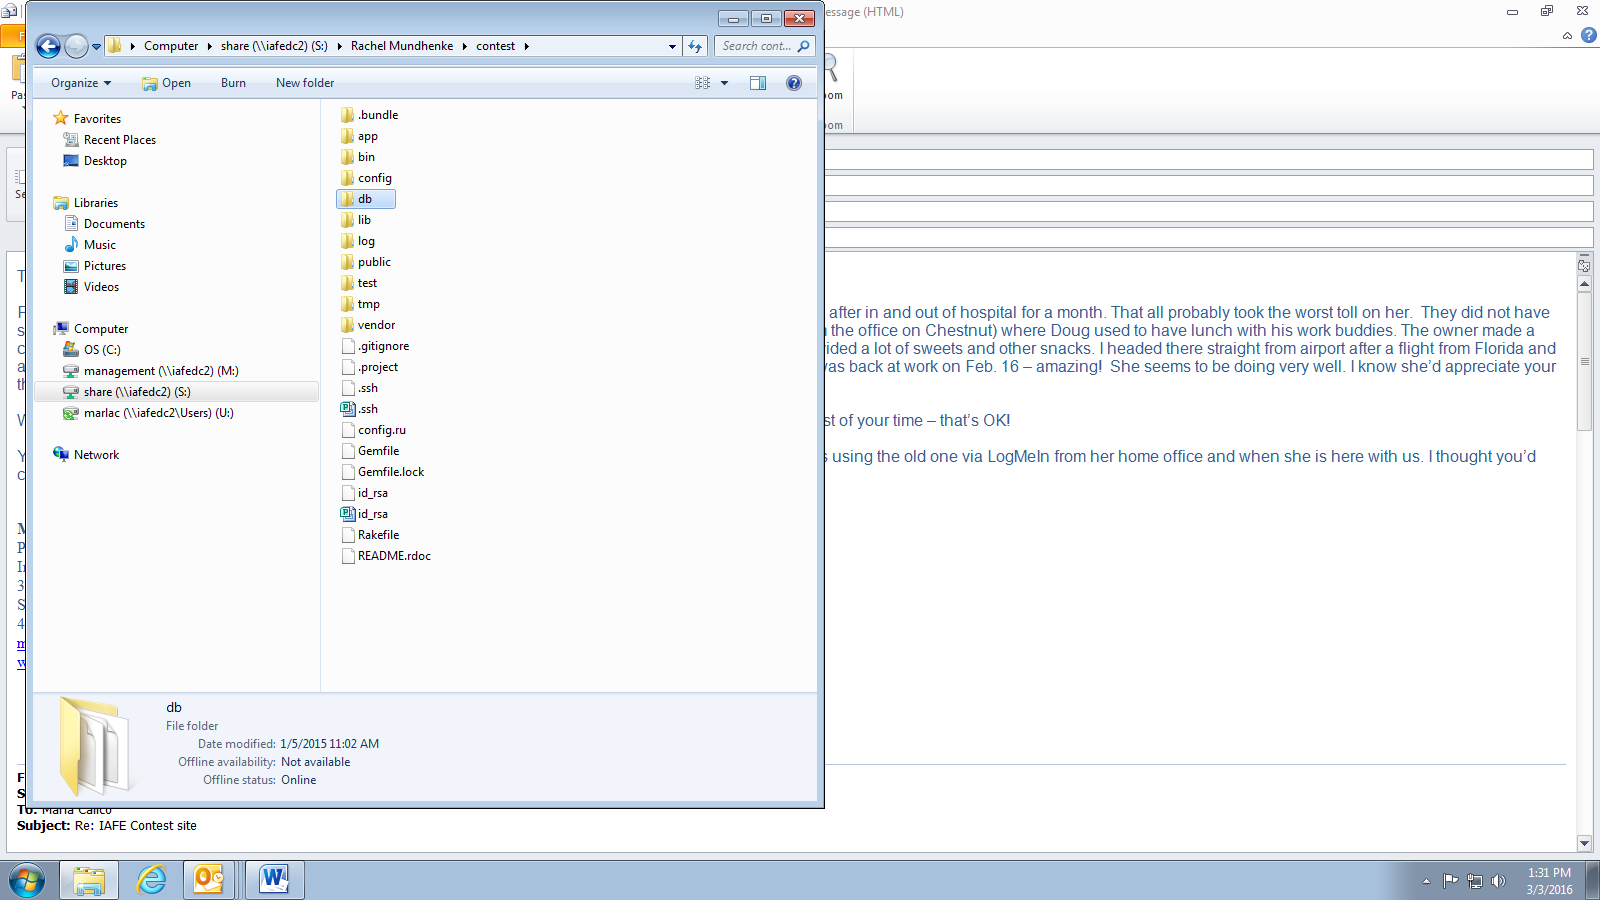 essage (HTML)
Computer share (\\iafedc2) (S:) Rachel Mundhenke contest
Search cont...
Organize Open Burn New folder
Favorites
Recent Places
Desktop
Libraries
Documents
Music
Pictures
Videos
Computer
OS (C:)
management (\\iafedc2) (M:)
share (\\iafedc2) (S:)
marlac (\\iafedc2\Users) (U:)
Network
.bundle
app
bin
config
db
lib
log
public
test
tmp
vendor
.gitignore
.project
.ssh
.ssh
config.ru
Gemfile
Gemfile.lock
id_rsa
id_rsa
Rakefile
README.rdoc
db
File folder
Date modified: 1/5/2015 11:02 AM
Offline availability: Not available
Offline status: Online
after in and out of hospital for a month. That all probably took the worst toll on her. They did not have
the office on Chestnut) where Doug used to have lunch with his work buddies. The owner made a
ided a lot of sweets and other snacks. I headed there straight from airport after a flight from Florida and
as back at work on Feb. 16 – amazing! She seems to be doing very well. I know she'd appreciate your
st of your time – that's OK!
s using the old one via LogMeIn from her home office and when she is here with us. I thought you'd
To: Marla Calico
Subject: Re: IAFE Contest site
1:31 PM
3/3/2016